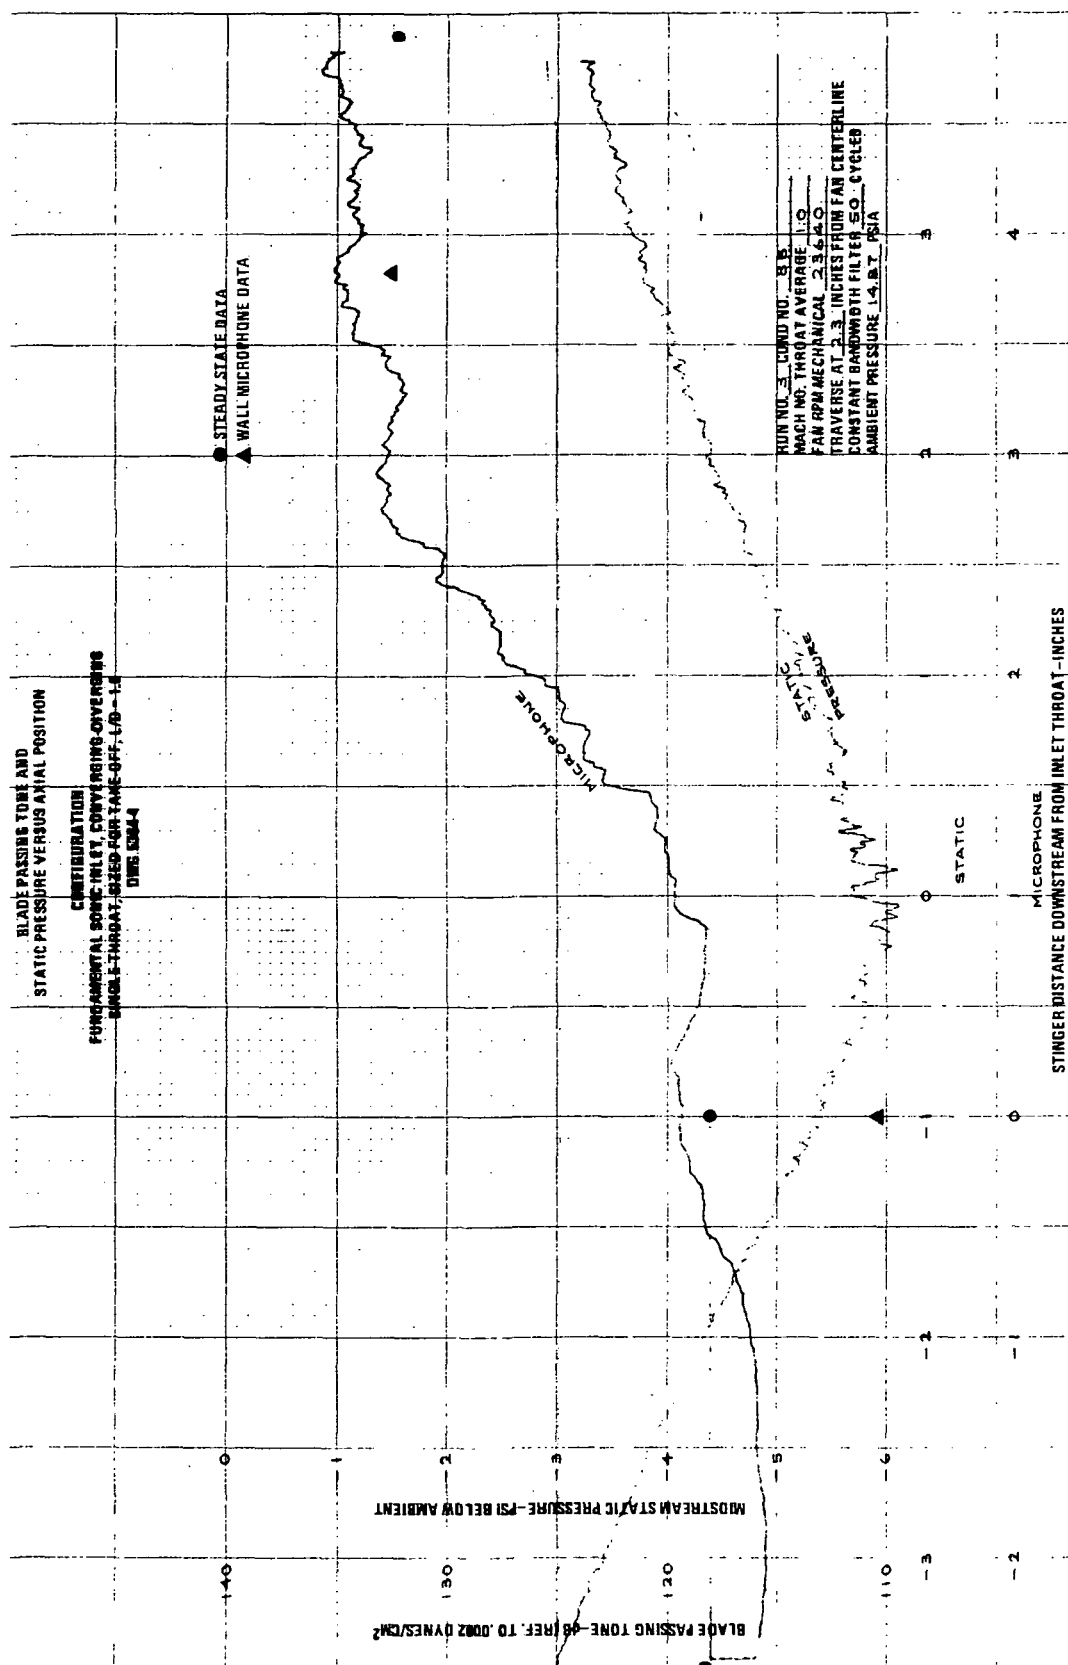 BLADE PASSING TONE AND
STATIC PRESSURE VERSUS AXIAL POSITION
CONFIGURATION
FUNDAMENTAL SONIC INLET, CONVERGING-DIVERGING
SINGLE THROAT, SIZED FOR TAKE-OFF, L/D = 1.0
STEADY STATE DATA
WALL MICROPHONE DATA
MICROPHONE
STATIC
PRESSURE
RUN NO. 3 COND NO. 8B
MACH NO. THROAT AVERAGE 1.0
FAN RPM MECHANICAL 23640
TRAVERSE AT 2.3 INCHES FROM FAN CENTERLINE
CONSTANT BANDWIDTH FILTER 50 CYCLES
AMBIENT PRESSURE 14.87 PSIA
BLADE PASSING TONE-dB (REF. TO .0002 DYNES/CM²
140
130
120
110
MIDSTREAM STATIC PRESSURE-PSI BELOW AMBIENT
0
-1
-2
-3
-4
-5
-6
-3 -2 -1 0 2 3
STATIC
-2 -1 0 2 3 4
MICROPHONE
STINGER DISTANCE DOWNSTREAM FROM INLET THROAT-INCHES